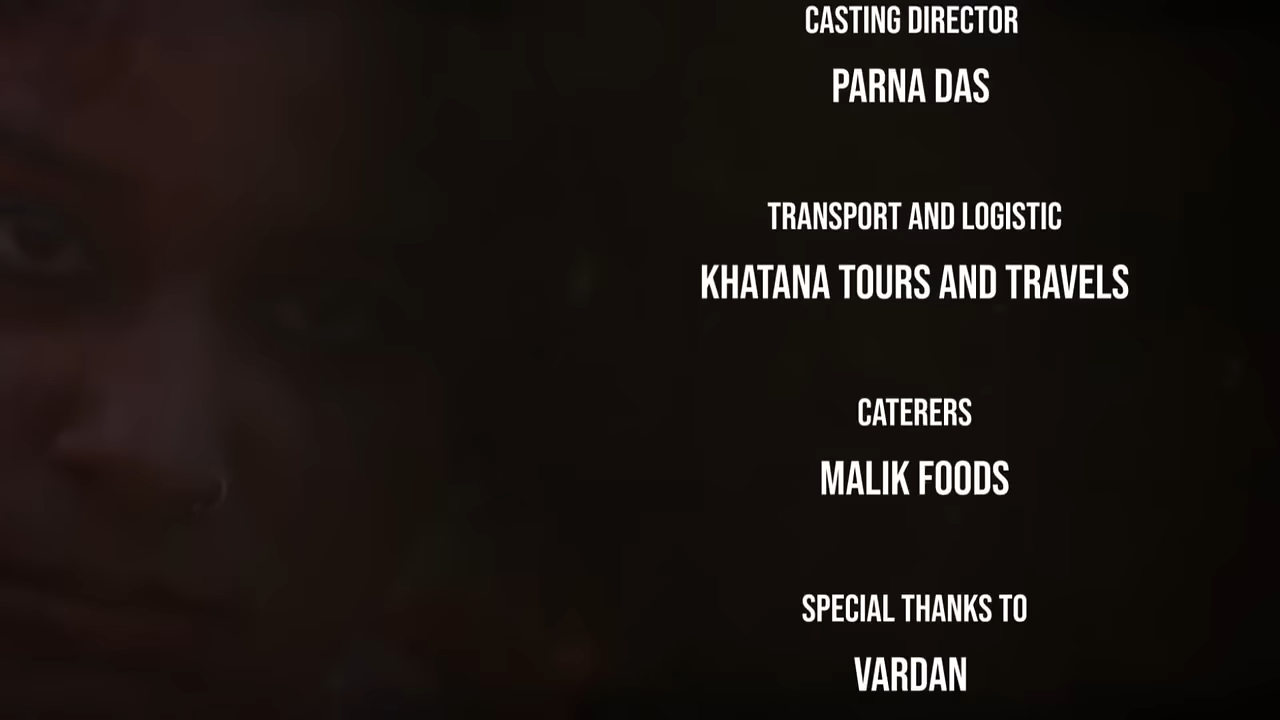 CASTING DIRECTOR
PARNA DAS
TRANSPORT AND LOGISTIC
KHATANA TOURS AND TRAVELS
CATERERS
MALIK FOODS
SPECIAL THANKS TO
VARDAN